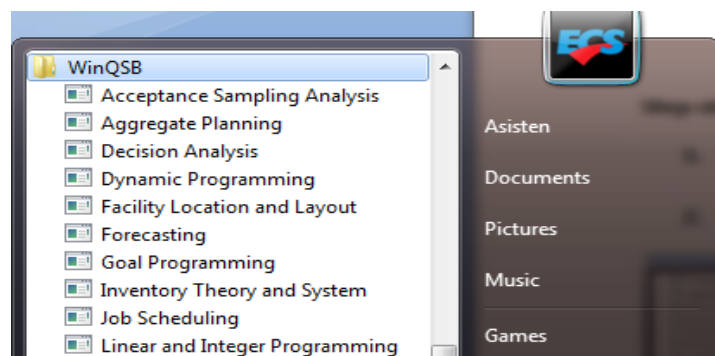 ECS
WinQSB
Acceptance Sampling Analysis
Aggregate Planning
Decision Analysis
Dynamic Programming
Facility Location and Layout
Forecasting
Goal Programming
Inventory Theory and System
Job Scheduling
Linear and Integer Programming
Asisten
Documents
Pictures
Music
Games